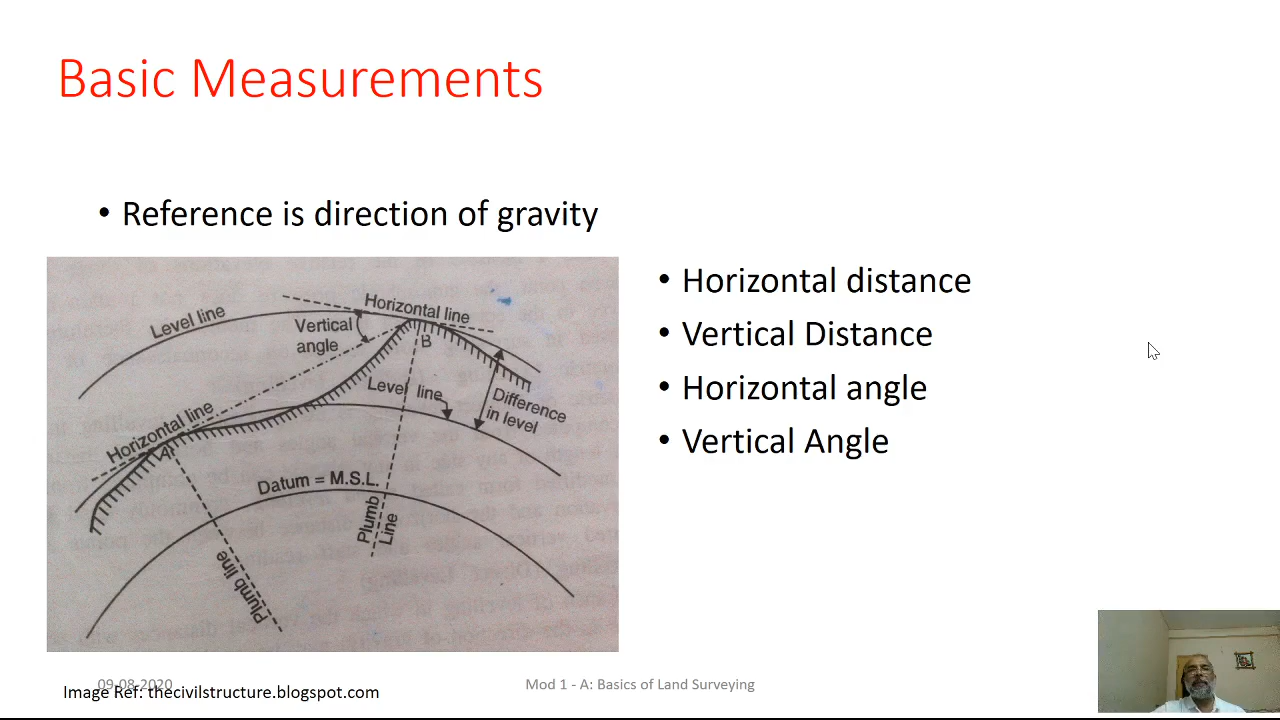 Basic Measurements
• Reference is direction of gravity
Level line
Horizontal line
Vertical
angle
B
Level line
Difference
in level
Horizontal line
A
Datum = M.S.L.
Plumb
Line
Plumb line
• Horizontal distance
• Vertical Distance
• Horizontal angle
• Vertical Angle
09-08-2020
Image Ref: thecivilstructure.blogspot.com
Mod 1 - A: Basics of Land Surveying